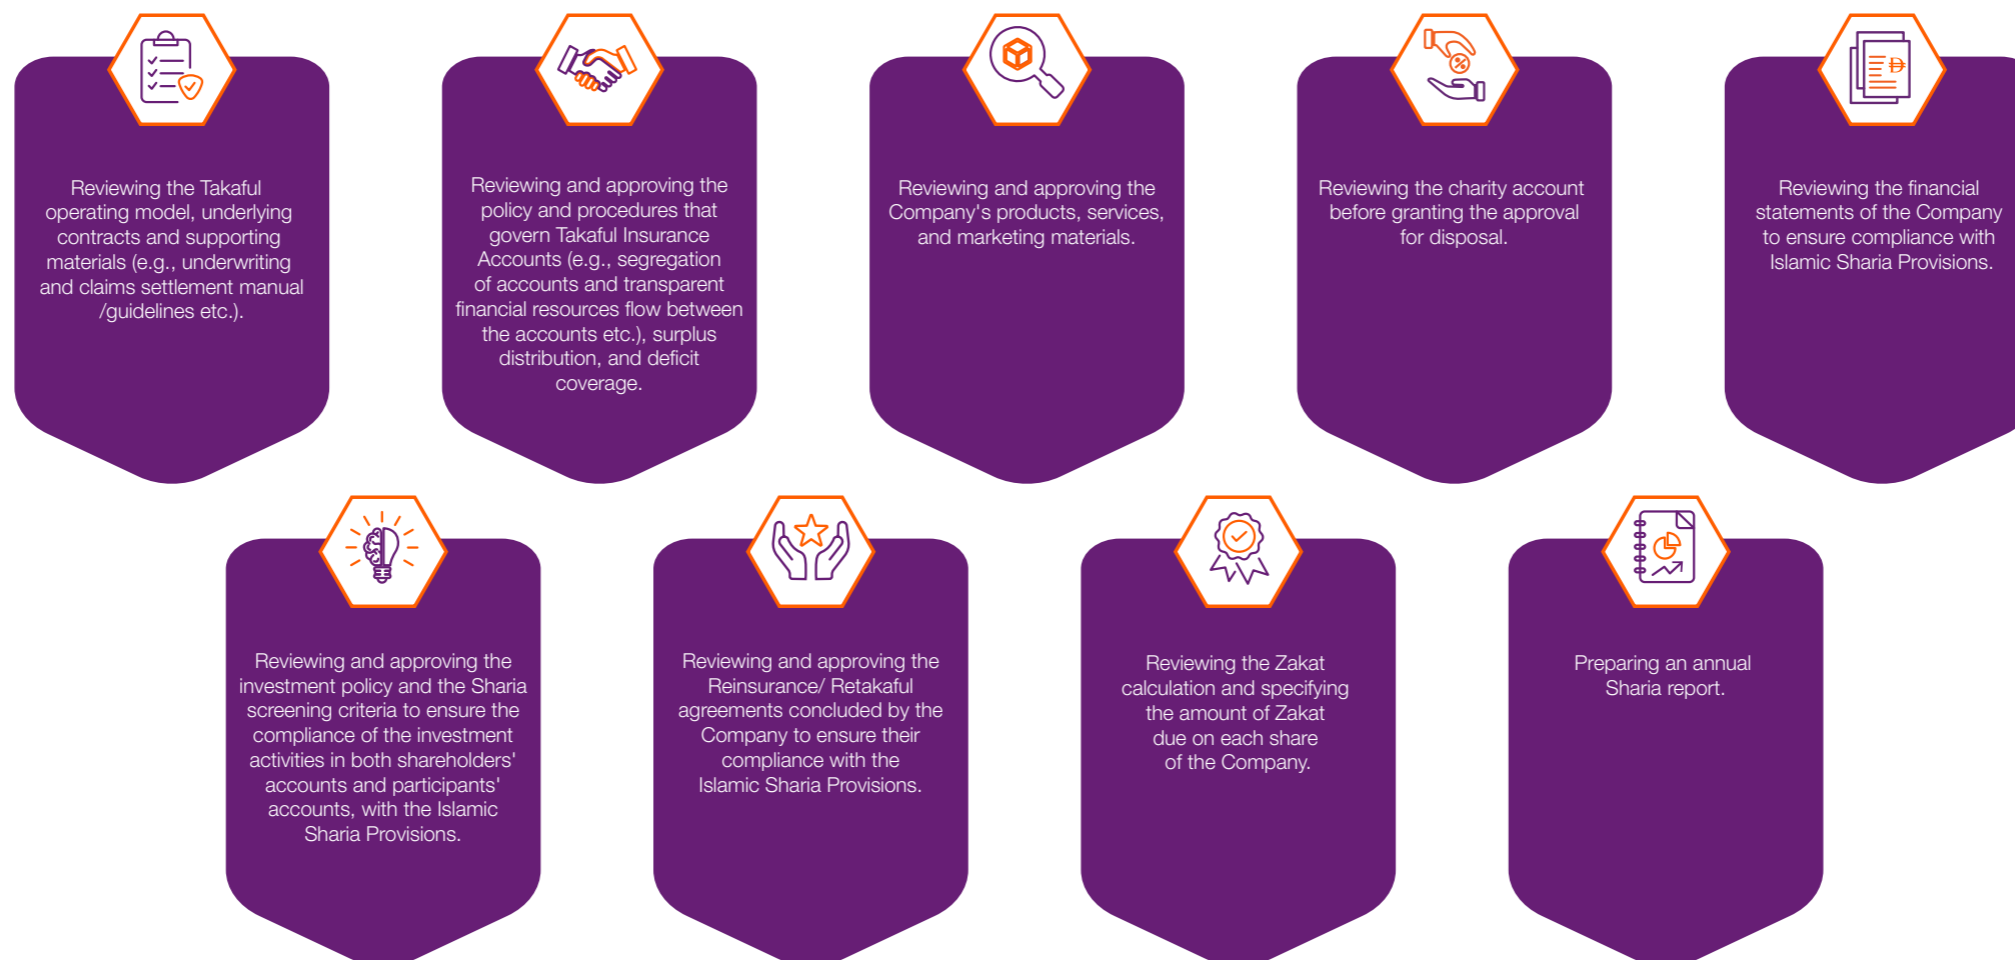 Reviewing the Takaful
operating model, underlying
contracts and supporting
materials (e.g., underwriting
and claims settlement manual
/guidelines etc.).
Reviewing and approving the
policy and procedures that
govern Takaful Insurance
Accounts (e.g., segregation
of accounts and transparent
financial resources flow between
the accounts etc.), surplus
distribution, and deficit
coverage.
Reviewing and approving the
Company's products, services,
and marketing materials.
Reviewing the charity account
before granting the approval
for disposal.
Reviewing the financial
statements of the Company
to ensure compliance with
Islamic Sharia Provisions.
Reviewing and approving the
investment policy and the Sharia
screening criteria to ensure the
compliance of the investment
activities in both shareholders'
accounts and participants'
accounts, with the Islamic
Sharia Provisions.
Reviewing and approving the
Reinsurance/ Retakaful
agreements concluded by the
Company to ensure their
compliance with the
Islamic Sharia Provisions.
Reviewing the Zakat
calculation and specifying
the amount of Zakat
due on each share
of the Company.
Preparing an annual
Sharia report.